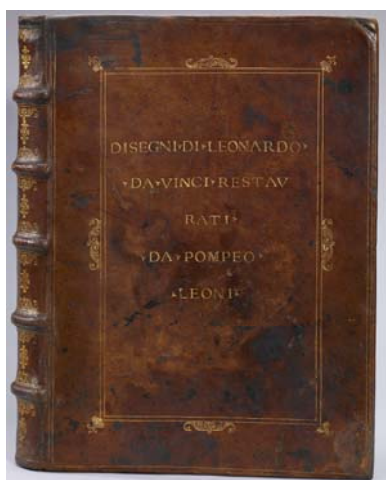 DISEGNI·DI·LEONARDO·
·DA·VINCI·RESTAV
RATI·
·DA·POMPEO·
·LEONI·